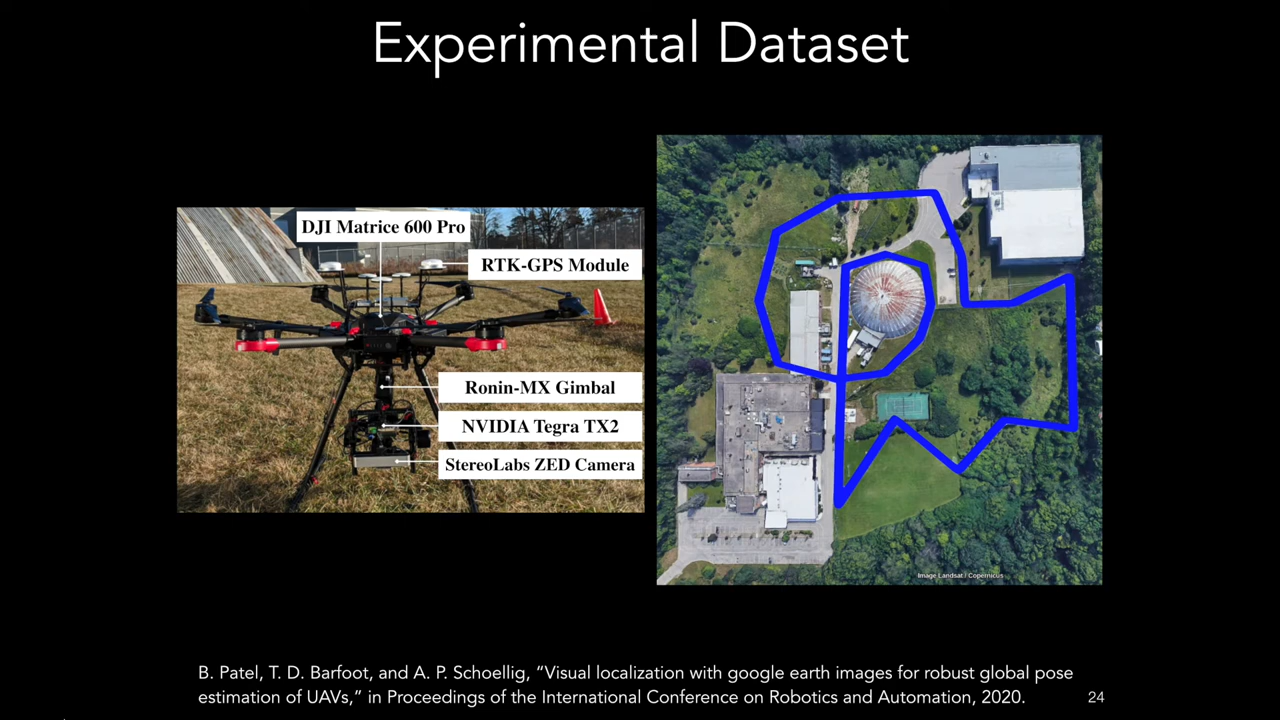 Experimental Dataset
DJI Matrice 600 Pro
RTK-GPS Module
Ronin-MX Gimbal
NVIDIA Tegra TX2
StereoLabs ZED Camera
Image Landsat / Copernicus
B. Patel, T. D. Barfoot, and A. P. Schoellig, “Visual localization with google earth images for robust global pose
estimation of UAVs,” in Proceedings of the International Conference on Robotics and Automation, 2020.
24